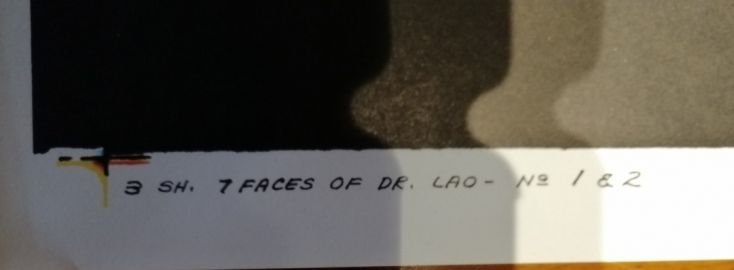 3 SH. 7 FACES OF DR. LAO - Nº 1 & 2